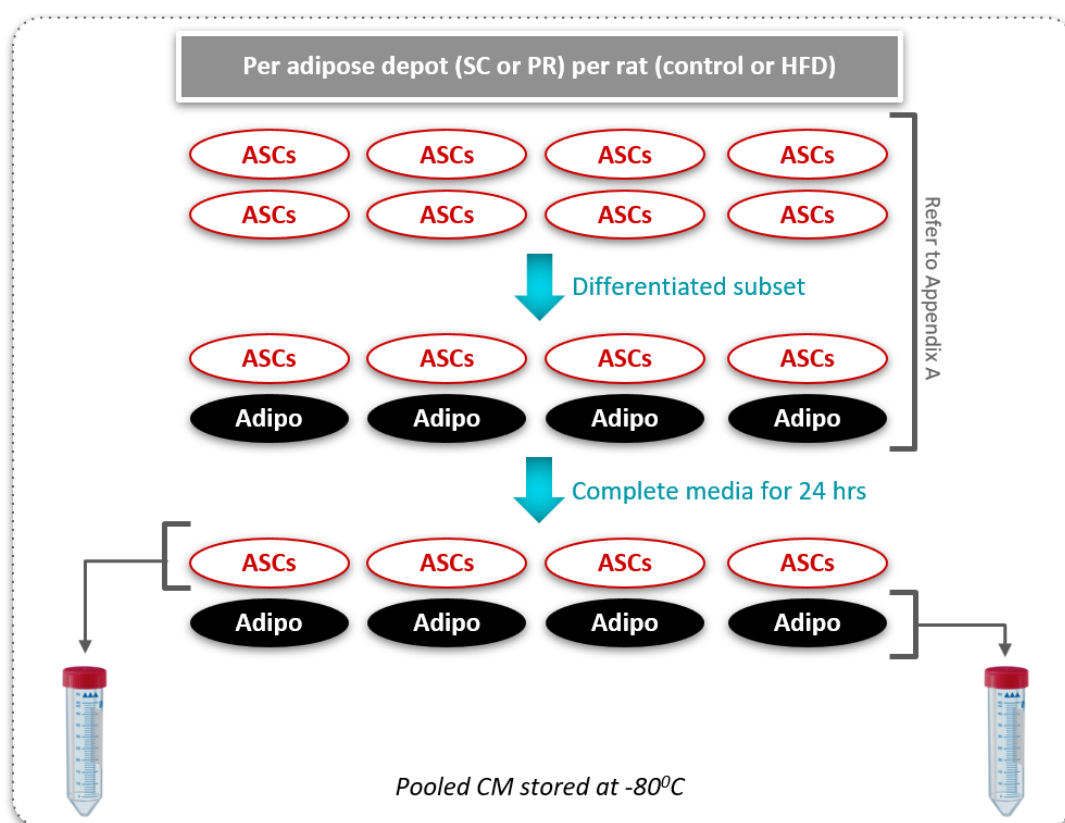 Per adipose depot (SC or PR) per rat (control or HFD)
ASCs ASCs ASCs ASCs
ASCs ASCs ASCs ASCs
Differentiated subset
Refer to Appendix A
ASCs ASCs ASCs ASCs
Adipo Adipo Adipo Adipo
Complete media for 24 hrs
ASCs ASCs ASCs ASCs
Adipo Adipo Adipo Adipo
Pooled CM stored at -80⁰C